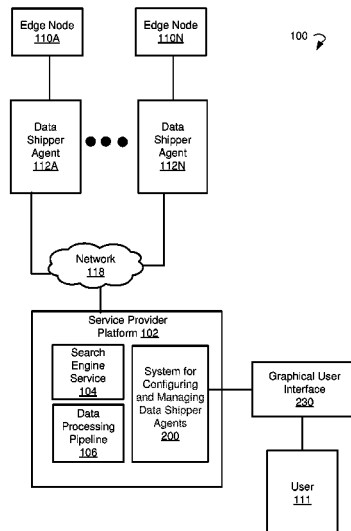 Edge Node
110A
Edge Node
110N
100
Data
Shipper
Agent
112A
Data
Shipper
Agent
112N
Network
118
Service Provider
Platform 102
Search
Engine
Service
104
Data
Processing
Pipeline
106
System for
Configuring
and Managing
Data Shipper
Agents
200
Graphical User
Interface
230
User
111